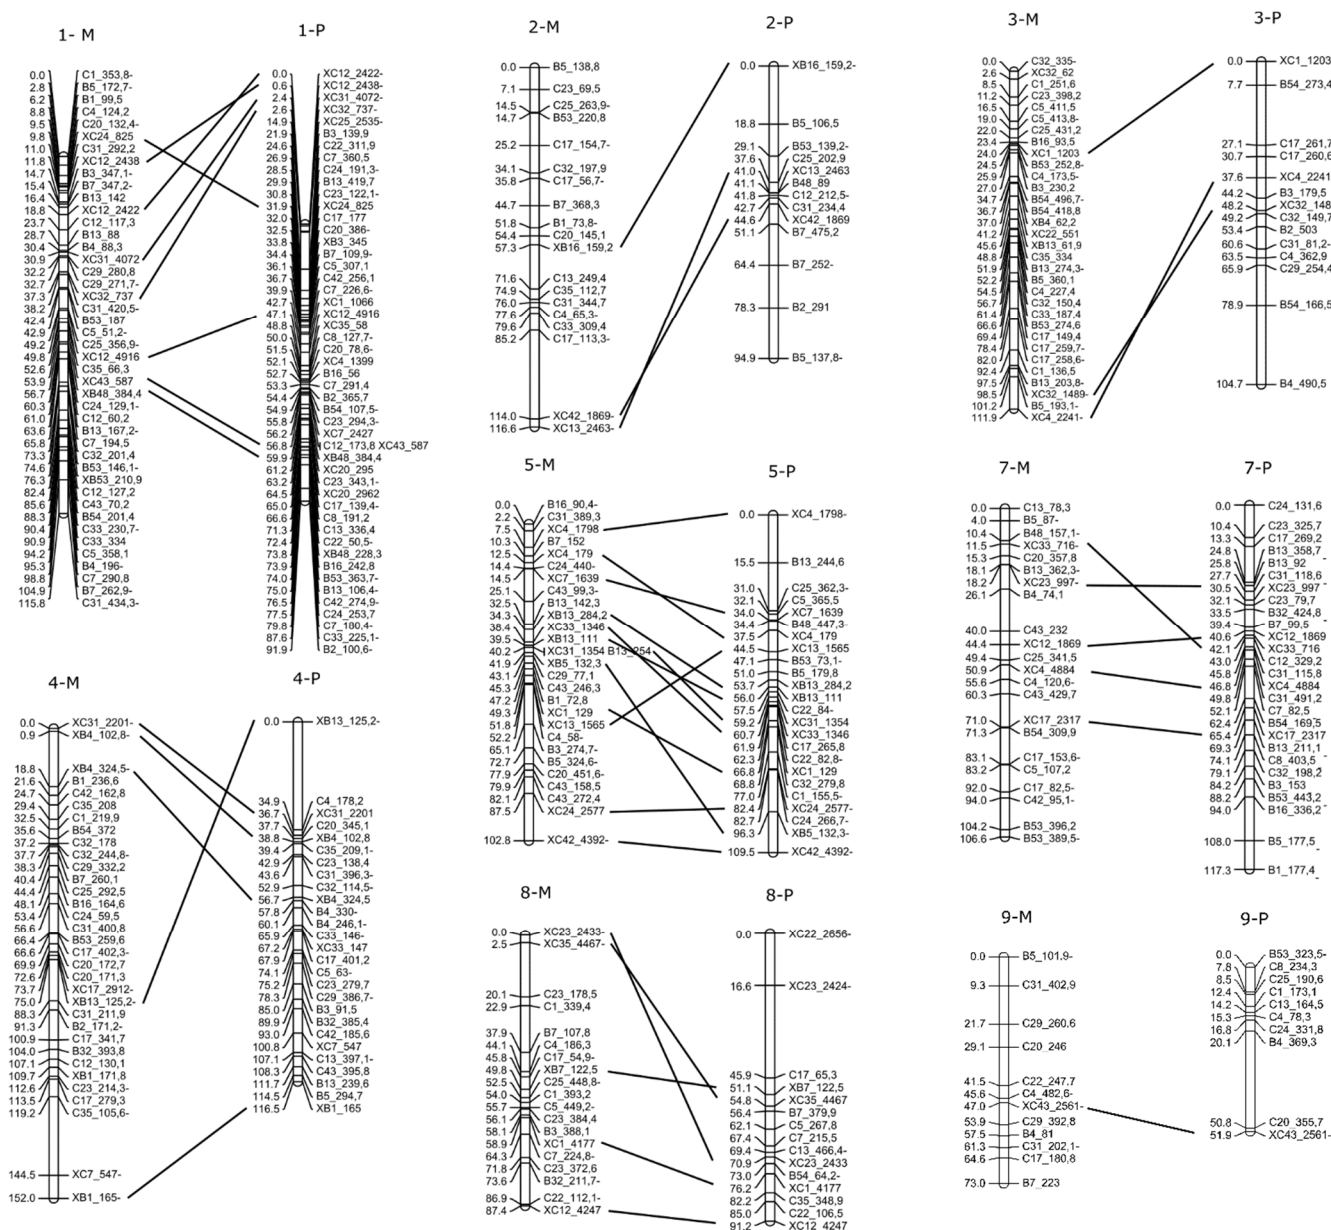 1- M
0.0 C1_353,8-
2.8 B5_172,7-
6.2 B1_99,5
8.8 C4_124,2
9.5 C20_132,4-
9.8 XC24_825
11.0 C31_292,2
11.8 XC12_2438
14.7 B3_347,1-
15.4 B7_347,2-
16.4 B13_142
18.8 XC12_2422
23.7 C12_117,3
28.7 B13_88
30.4 B4_88,3
30.9 XC31_4072
32.2 C29_280,8
32.7 C29_271,7-
37.3 XC32_737
38.2 C31_420,5-
42.4 B53_187
42.9 C5_51,2-
49.2 C25_356,9-
49.8 XC12_4916
52.6 C35_66,3
53.9 XC43_587
56.7 XB48_384,4
60.3 C24_129,1-
61.0 C12_60,2
63.6 B13_167,2-
65.8 C7_194,5
73.3 C32_201,4
74.6 B53_146,1-
76.3 XB53_210,9
82.4 C12_127,2
85.6 C43_70,2
88.3 B54_201,4
90.4 C33_230,7-
90.9 C33_334
94.2 C5_358,1
95.3 B4_196-
98.8 C7_290,8
104.9 B7_262,9-
115.8 C31_434,3-
1-P
0.0 XC12_2422-
0.6 XC12_2438-
2.4 XC31_4072-
2.6 XC32_737-
14.9 XC25_2535-
21.9 B3_139,9
24.6 C22_311,9
26.9 C7_360,5
28.5 C24_191,3-
29.9 B13_419,7
30.8 C23_122,1-
31.9 XC24_825
32.0 C17_177
32.5 C20_386-
33.8 XB3_345
34.4 B7_109,9-
36.1 C5_307,1
36.7 C42_256,1
39.9 C7_226,6-
42.7 XC1_1066
47.1 XC12_4916
48.8 XC35_58
50.0 C8_127,7-
51.5 C20_78,6-
52.1 XC4_1399
52.7 B16_56
53.3 C7_291,4
54.4 B2_365,7
54.9 B54_107,5-
55.8 C23_294,3-
56.2 XC7_2427
56.8 C12_173,8 XC43_587
59.9 XB48_384,4
61.2 XC20_295
63.2 C23_343,1-
64.5 XC20_2962
65.0 C17_139,4-
67.5 C8_191,2
71.3 C13_336,4
72.4 C22_50,5-
73.8 XB48_228,3
73.9 B16_242,8
74.0 B53_363,7-
75.0 B13_106,4-
76.5 C42_274,9-
77.5 C24_253,7
79.8 C7_180,4-
87.6 C33_225,1-
91.9 B2_100,6-
2-M
0.0 B5_138,8
7.1 C23_69,5
14.5 C25_263,9-
14.7 B53_220,8
25.2 C17_154,7-
34.1 C32_197,9
35.8 C17_56,7-
44.7 B7_368,3
51.8 B1_73,8-
54.4 C20_145,1
57.3 XB16_159,2
71.6 C13_249,4
74.9 C35_112,7
76.0 C31_344,7
77.6 C4_65,3-
79.6 C33_309,4
85.2 C17_113,3-
114.0 XC42_1869-
116.6 XC13_2463-
2-P
0.0 XB16_159,2-
18.8 B5_106,5
29.1 B53_139,2-
37.6 C25_202,9
41.0 XC13_2463
41.1 B48_89
41.8 C12_212,5-
42.7 C31_234,4
44.6 XC42_1869
51.1 B7_475,2
64.4 B7_252-
78.3 B2_291
94.9 B5_137,8-
3-M
0.0 C32_335-
2.6 XC32_62
8.5 C1_251,6
11.2 C23_398,2
16.5 C5_411,5
19.0 C5_413,8-
22.0 C25_431,2
23.4 B16_93,5
24.0 XC1_1203
24.5 B53_252,8-
25.9 C4_173,5-
27.0 B3_230,2
34.7 B54_496,7-
36.7 B54_418,8
37.0 XB4_62,2
41.2 XC22_551
45.6 XB13_61,9
48.8 C35_334
51.9 B13_274,3-
52.2 B5_360,1
54.5 C4_227,4
56.7 C32_150,4
61.4 C33_187,4
66.6 B53_274,6
69.4 C17_149,4
78.4 C17_259,7-
82.0 C17_258,6-
92.4 C1_136,5
97.5 B13_203,8-
98.5 XC32_1489-
101.2 B5_193,1-
111.9 XC4_2241-
3-P
0.0 XC1_1203
7.7 B54_273,4
27.1 C17_261,7
30.7 C17_260,6
37.6 XC4_2241
44.2 B3_179,5
48.2 XC32_148
49.2 C32_149,7
53.4 B2_503
60.6 C31_81,2-
63.5 C4_362,9
65.9 C29_254,4
78.9 B54_166,5
104.7 B4_490,5
4-M
0.0 XC31_2201-
0.9 XB4_102,8-
18.8 XB4_324,5-
21.6 B1_236,6
24.7 C42_162,8
29.4 C35_208
32.5 C1_219,9
35.6 B54_372
37.2 C32_178
37.7 C32_244,8-
38.3 C29_332,2
40.4 B7_260,1
44.4 C25_292,5
48.1 B16_164,6
53.4 C24_59,5
56.6 C31_400,8
66.4 B53_259,6
66.6 C17_402,3-
69.9 C20_172,7
72.6 C20_171,3
73.7 XC17_2912-
75.0 XB13_125,2-
88.3 C31_211,9
91.3 B2_171,2-
100.9 C17_341,7
104.0 B32_393,8
107.1 C12_130,1
109.7 XB1_171,8
112.6 C23_214,3-
113.5 C17_279,3
119.2 C35_105,6-
144.5 XC7_547-
152.0 XB1_165-
4-P
0.0 XB13_125,2-
34.9 C4_178,2
36.7 XC31_2201
37.7 C20_345,1
38.8 XB4_102,8
39.4 C35_209,1-
42.9 C23_138,4
43.6 C31_396,3-
52.9 C32_114,5-
56.7 XB4_324,5
57.8 B4_330-
60.1 B4_246,1-
65.9 C33_146-
67.2 XC33_147
67.9 C17_401,2
74.1 C5_63-
75.2 C23_279,7
78.3 C29_386,7-
85.0 B3_91,5
89.9 B32_385,4
93.0 C42_185,6
100.8 XC7_547
107.1 C13_397,1-
108.3 C43_395,8
111.7 B13_239,6
114.5 B5_294,7
116.5 XB1_165
5-M
0.0 B16_90,4-
2.2 C31_389,3
7.5 XC4_1798
10.3 B7_152
12.5 XC4_179
14.4 C24_440-
14.5 XC7_1639
25.1 C43_99,3-
32.5 B13_142,3
34.3 XB13_284,2
38.4 XC33_1346
39.5 XB13_111
40.2 XC31_1354 B13_254
41.9 XB5_132,3
43.1 C29_77,1
45.3 C43_246,3
47.2 B1_72,8
49.3 XC1_129
51.8 XC13_1565
52.2 C4_58-
65.1 B3_274,7-
72.7 B5_324,6-
77.9 C20_451,6-
79.9 C43_158,5
82.1 C43_272,4
87.5 XC24_2577
102.8 XC42_4392-
5-P
0.0 XC4_1798-
15.5 B13_244,6
31.0 C25_362,3-
32.1 C5_365,5
34.0 XC7_1639
34.4 B48_447,3
37.5 XC4_179
44.5 XC13_1565
47.1 B53_73,1-
51.0 B5_179,8
53.7 XB13_284,2
56.0 XB13_111
57.5 C22_84-
59.2 XC31_1354
60.7 XC33_1346
61.9 C17_265,8
62.3 C22_82,8-
66.8 XC1_129
68.8 C32_279,8
77.0 C1_155,5-
82.4 XC24_2577-
82.7 C24_266,7-
96.3 XB5_132,3-
109.5 XC42_4392-
7-M
0.0 C13_78,3
4.0 B5_87-
10.4 B48_157,1-
11.5 XC33_716-
15.3 C20_357,8
18.1 B13_362,3-
18.2 XC23_997-
26.1 B4_74,1
40.0 C43_232
44.4 XC12_1869
49.4 C25_341,5
50.9 XC4_4884
55.6 C4_120,6-
60.3 C43_429,7
71.0 XC17_2317
71.3 B54_309,9
83.1 C17_153,6-
83.2 C5_107,2
92.0 C17_82,5-
94.0 C42_95,1-
104.2 B53_396,2
106.6 B53_389,5-
7-P
0.0 C24_131,6
10.4 C23_325,7
13.3 C17_269,2
24.8 B13_358,7
25.8 B13_92
27.7 C31_118,6
30.5 XC23_997
32.1 C23_79,7
33.5 B32_424,8
39.4 B7_99,5
40.6 XC12_1869
42.1 XC33_716
43.0 C12_329,2
45.8 C31_115,8
46.8 XC4_4884
49.8 C31_491,2
52.1 C7_82,5
62.4 B54_169,5
65.4 XC17_2317
69.3 B13_211,1
74.1 C8_403,5
79.1 C32_198,2
84.2 B3_153
88.2 B53_443,2
94.0 B16_336,2
108.0 B5_177,5
117.3 B1_177,4
8-M
0.0 XC23_2433-
2.5 XC35_4467-
20.1 C23_178,5
22.9 C1_339,4
37.9 B7_107,8
44.1 C4_186,3
45.8 C17_54,9-
49.8 XB7_122,5
52.5 C25_448,8-
54.0 C1_393,2
55.7 C5_449,2-
56.1 C23_384,4
58.1 B3_388,1
58.9 XC1_4177
64.3 C7_224,8-
71.8 C23_372,6
73.6 B32_211,7-
86.9 C22_112,1-
87.4 XC12_4247
8-P
0.0 XC22_2656-
16.6 XC23_2424-
45.9 C17_65,3
51.1 XB7_122,5
54.8 XC35_4467
56.4 B7_379,9
62.1 C5_267,8
67.4 C7_215,5
69.4 C13_466,4-
70.9 XC23_2433
73.0 B54_64,2-
76.2 XC1_4177
82.2 C35_348,9
85.0 C22_106,5
91.2 XC12_4247
9-M
0.0 B5_101.9-
9.3 C31_402,9
21.7 C29_260.6
29.1 C20_246
41.5 C22_247.7
45.6 C4_482,6-
47.0 XC43_2561-
53.9 C29_392,8
57.5 B4_81
61.3 C31_202,1-
64.6 C17_180,8
73.0 B7_223
9-P
0.0 B53_323,5-
7.8 C8_234,3
8.5 C25_190,6
12.4 C1_173,1
14.2 C13_164,5
15.3 C4_78,3
16.8 C24_331,8
20.1 B4_369,3
50.8 C20_355,7
51.9 XC43_2561-